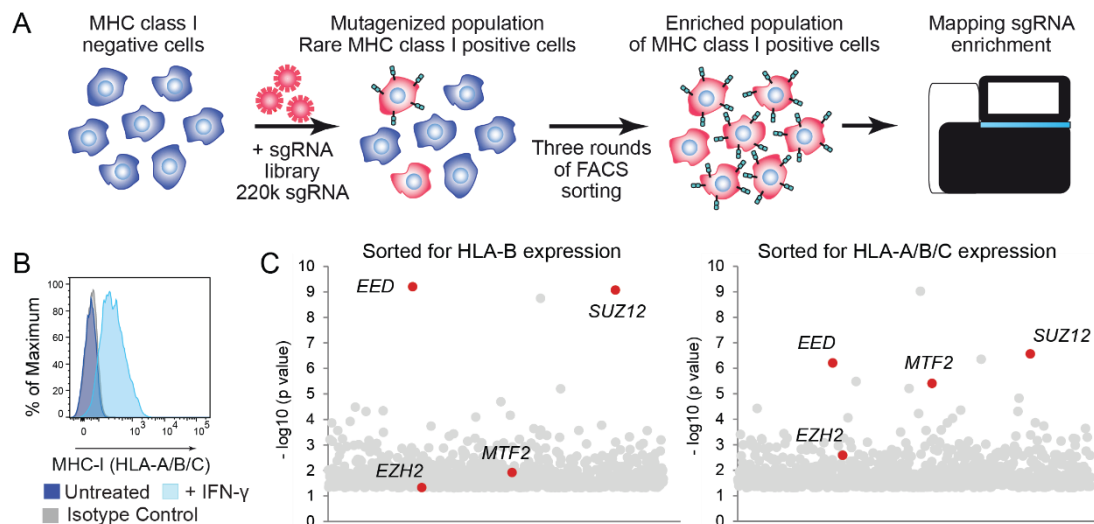 A
MHC class I
negative cells
+ sgRNA
library
220k sgRNA
Mutagenized population
Rare MHC class I positive cells
Three rounds
of FACS
sorting
Enriched population
of MHC class I positive cells
Mapping sgRNA
enrichment
B
% of Maximum
100
80
60
40
20
0
0
10³
10⁴
10⁵
MHC-I (HLA-A/B/C)
Untreated
+ IFN-γ
Isotype Control
C
Sorted for HLA-B expression
- log10 (p value)
10
9
8
7
6
5
4
3
2
1
0
EED
SUZ12
EZH2
MTF2
Sorted for HLA-A/B/C expression
- log10 (p value)
10
9
8
7
6
5
4
3
2
1
0
EED
MTF2
SUZ12
EZH2